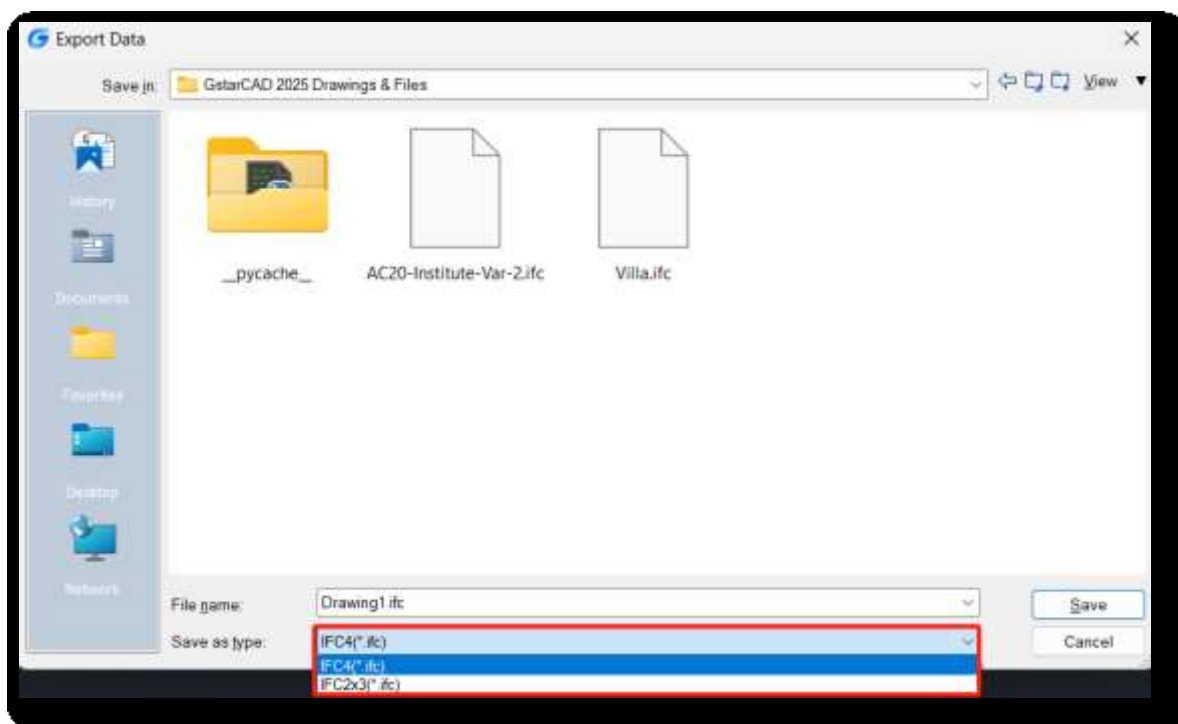 Export Data
Save in: GstarCAD 2025 Drawings & Files View
History
Documents
Favorites
Desktop
Network
__pycache__ AC20-Institute-Var-2.ifc Villa.ifc
File name: Drawing1.ifc Save
Save as type: IFC4(*.ifc) Cancel
IFC4(*.ifc)
IFC2x3(*.ifc)